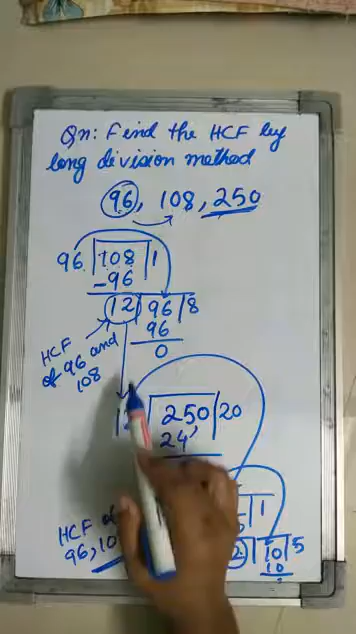 Qn: Find the HCF by
long division method
96, 108, 250
96 108 1
-96
12 96 8
96
0
HCF
of 96 and
108
250 20
24
1
HCF
96, 10
10 5
10